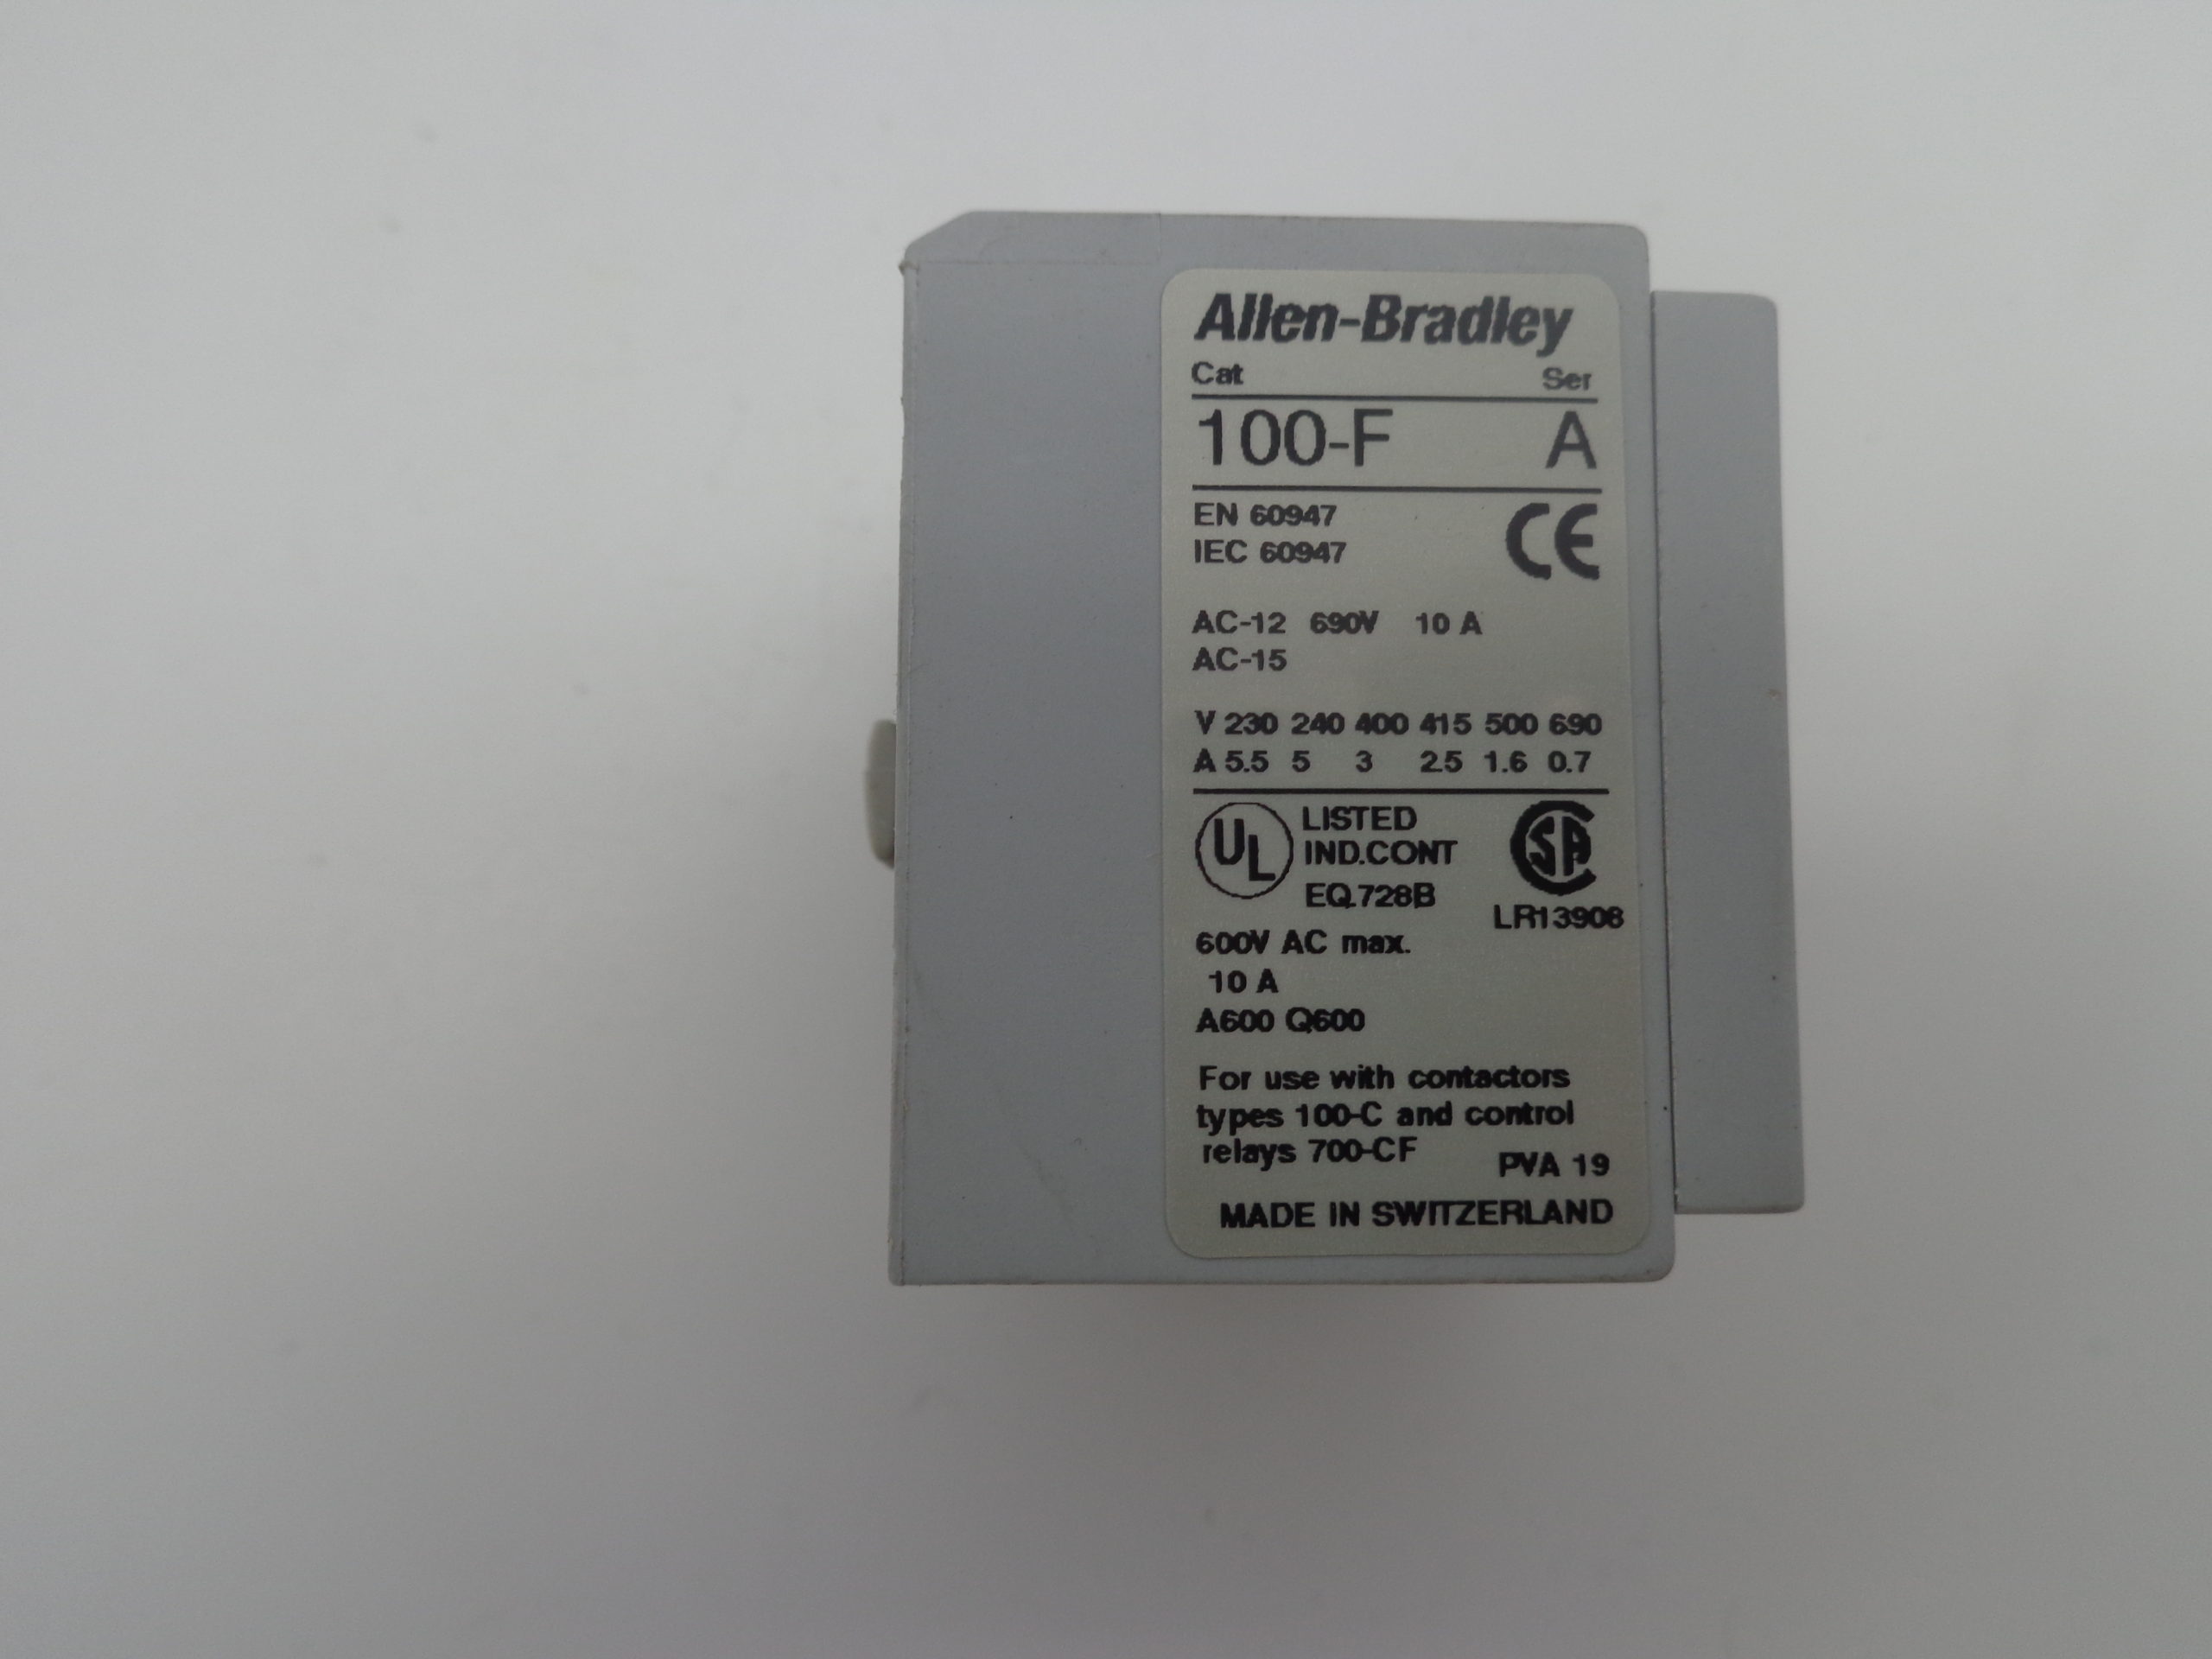 Allen-Bradley
Cat Ser
100-F A
EN 60947
IEC 60947
CE
AC-12 690V 10 A
AC-15
V 230 240 400 415 500 690
A 5.5 5 3 2.5 1.6 0.7
UL LISTED
IND.CONT
EQ.728B
SA
LR13908
600V AC max.
10 A
A600 Q600
For use with contactors
types 100-C and control
relays 700-CF
PVA 19
MADE IN SWITZERLAND